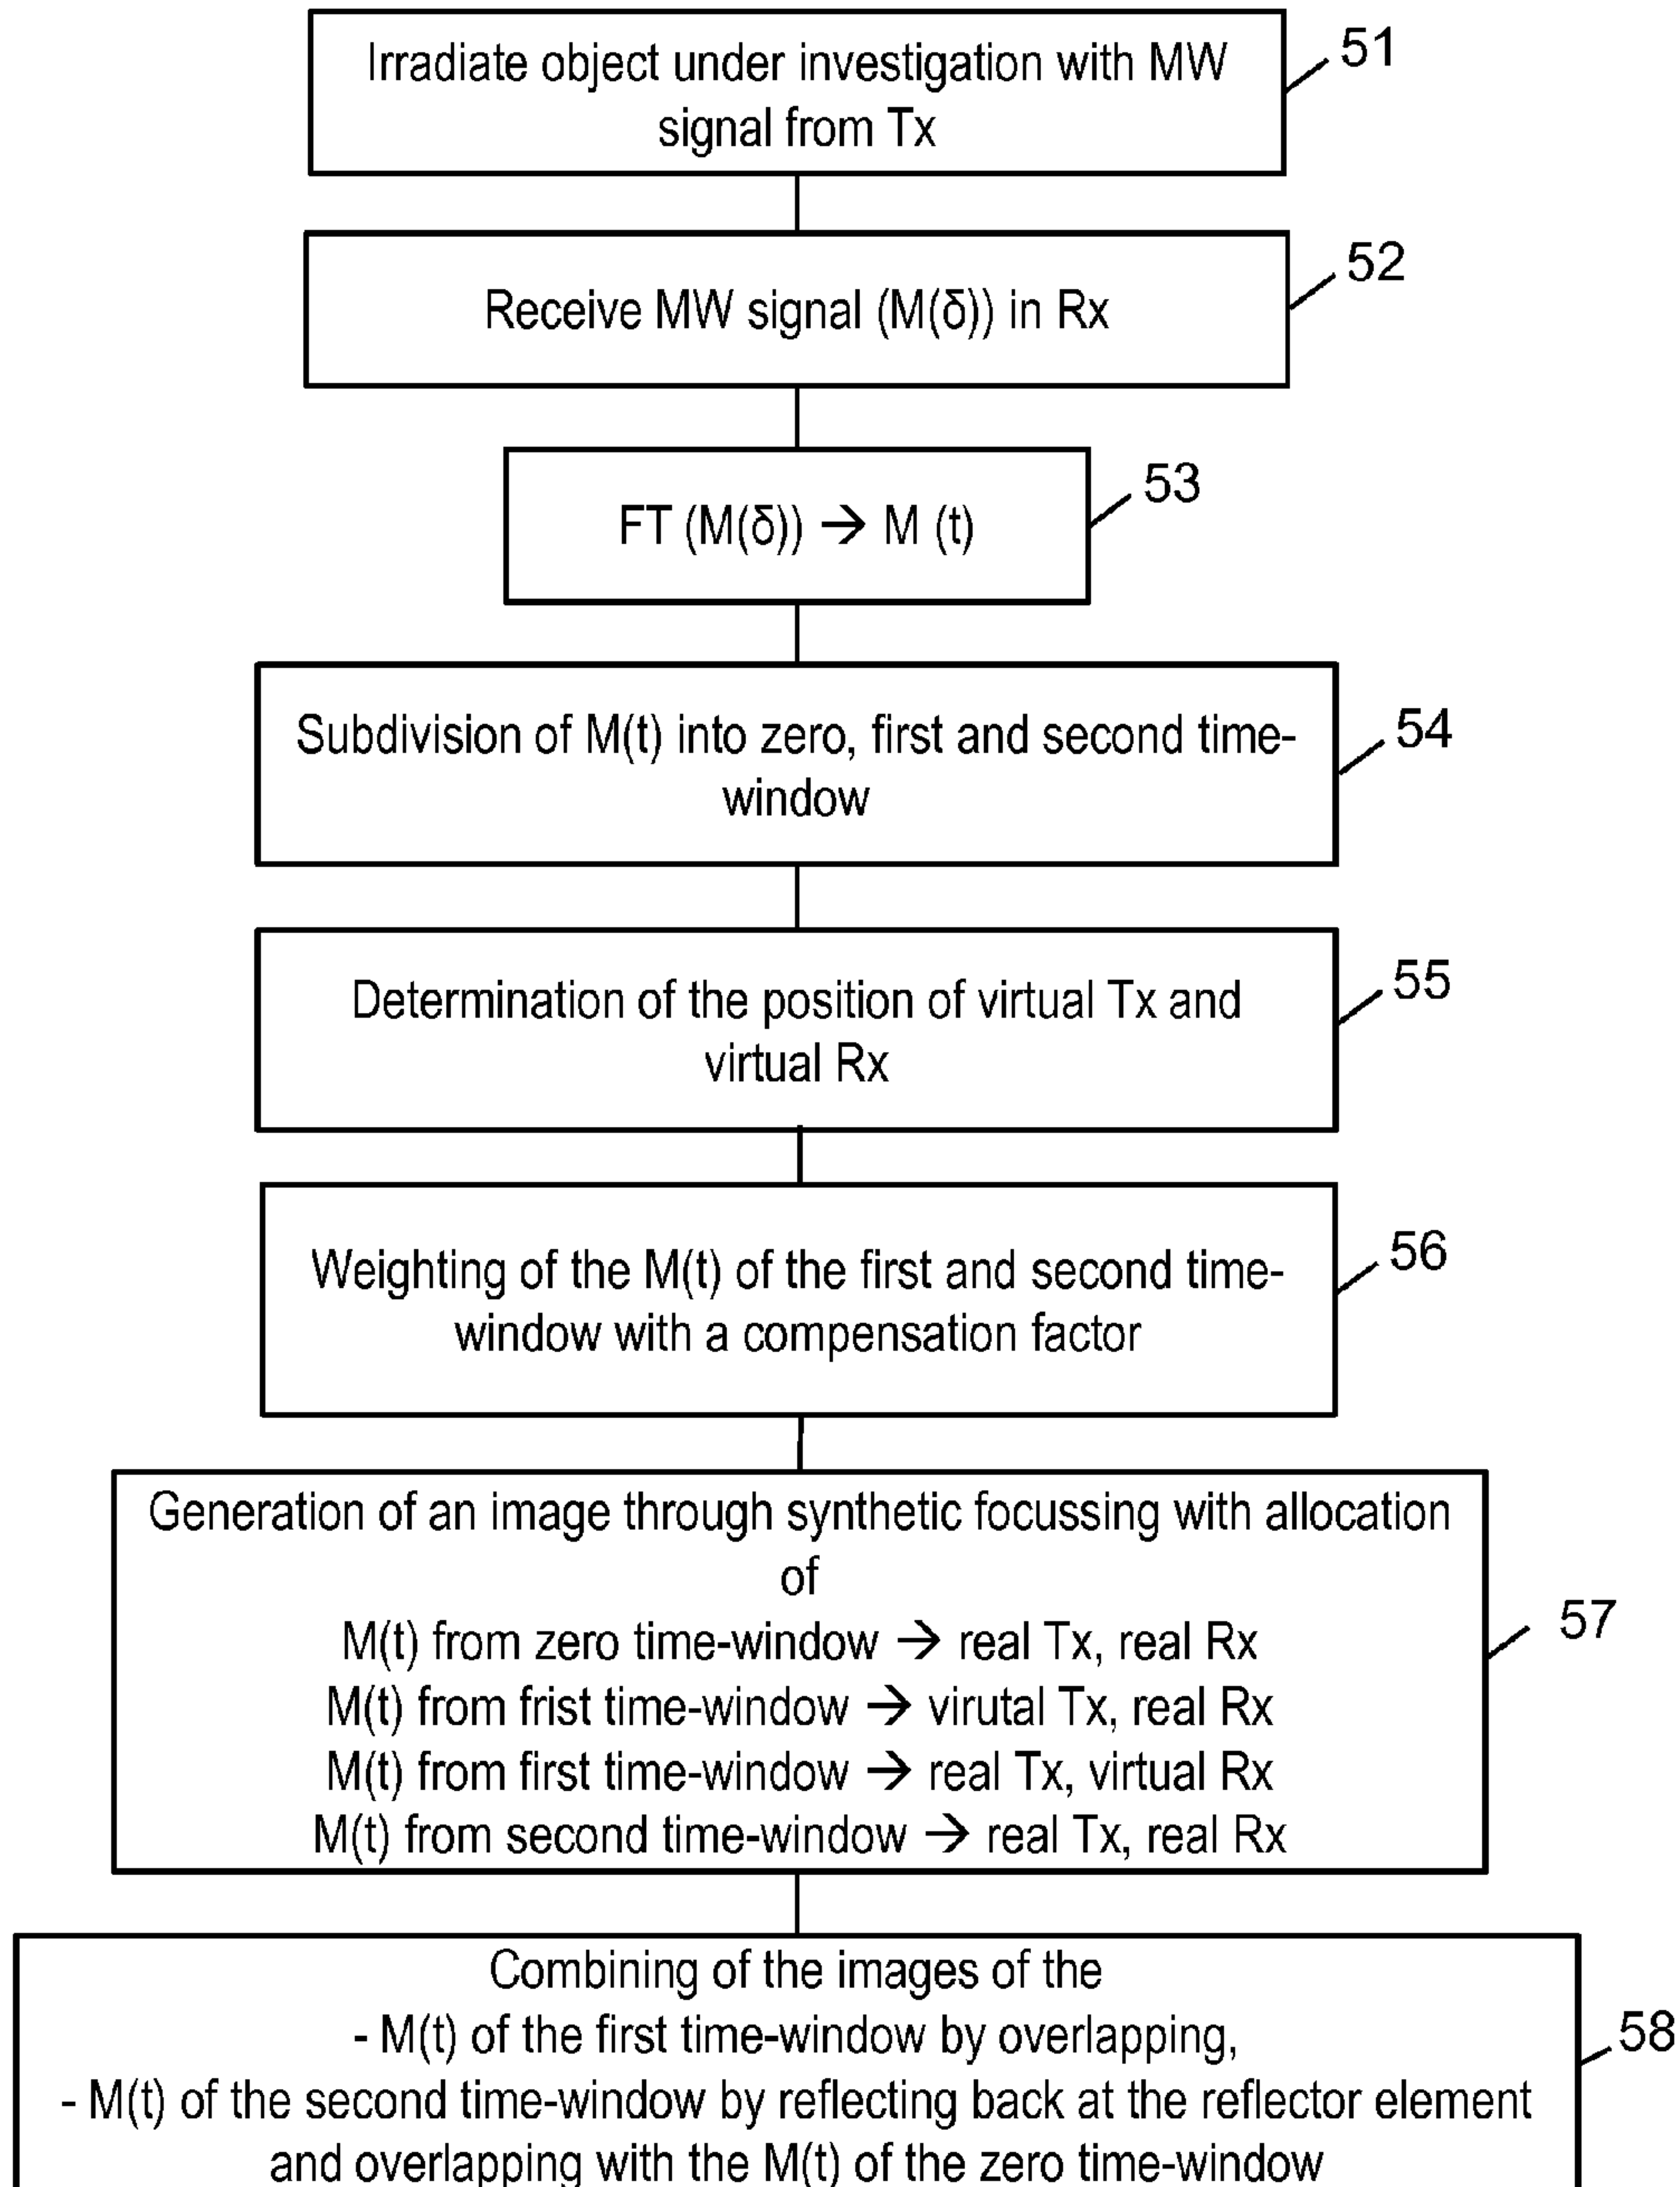 Irradiate object under investigation with MW
signal from Tx
51
Receive MW signal (M(δ)) in Rx
52
FT (M(δ)) → M (t)
53
Subdivision of M(t) into zero, first and second time-
window
54
Determination of the position of virtual Tx and
virtual Rx
55
Weighting of the M(t) of the first and second time-
window with a compensation factor
56
Generation of an image through synthetic focussing with allocation
of
M(t) from zero time-window → real Tx, real Rx
M(t) from frist time-window → virutal Tx, real Rx
M(t) from first time-window → real Tx, virtual Rx
M(t) from second time-window → real Tx, real Rx
57
Combining of the images of the
- M(t) of the first time-window by overlapping,
- M(t) of the second time-window by reflecting back at the reflector element
and overlapping with the M(t) of the zero time-window
58